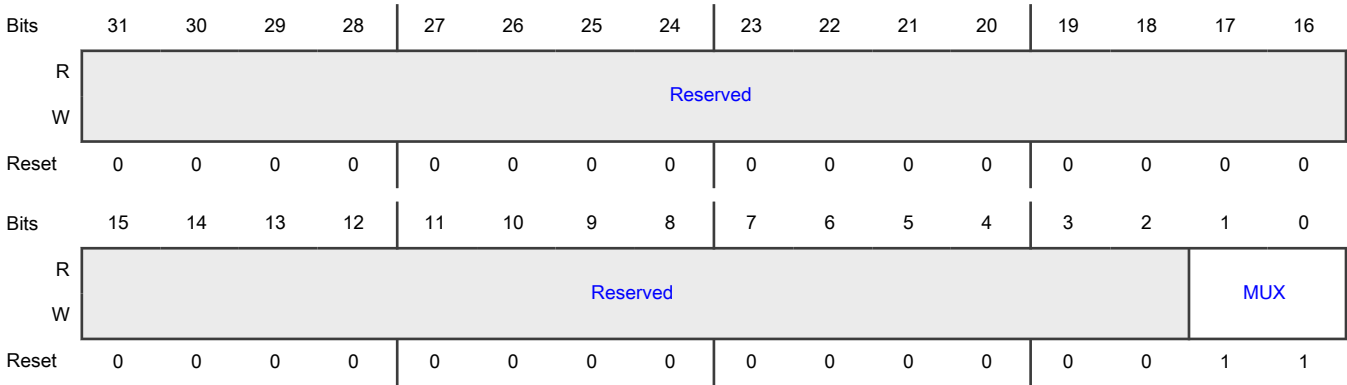 Bits 31 30 29 28 27 26 25 24 23 22 21 20 19 18 17 16
R
Reserved
W
Reset 0 0 0 0 0 0 0 0 0 0 0 0 0 0 0 0
Bits 15 14 13 12 11 10 9 8 7 6 5 4 3 2 1 0
R
Reserved MUX
W
Reset 0 0 0 0 0 0 0 0 0 0 0 0 0 0 1 1